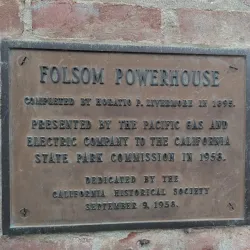 FOLSOM POWERHOUSE
COMPLETED BY HORATIO P. LIVERMORE IN 1895.
PRESENTED BY THE PACIFIC GAS AND
ELECTRIC COMPANY TO THE CALIFORNIA
STATE PARK COMMISSION IN 1958.
DEDICATED BY THE
CALIFORNIA HISTORICAL SOCIETY
SEPTEMBER 9, 1958.